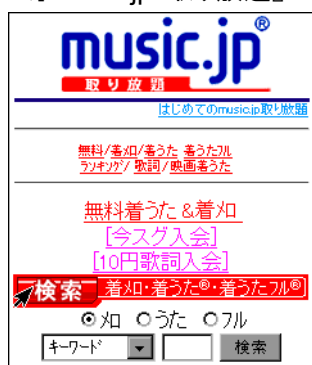 music.jp®
取り放題
はじめてのmusic.jp取り放題
無料/着ﾒﾛ/着うた 着うたﾌﾙ
ﾗﾝｷﾝｸﾞ/ 歌詞/映画着うた
無料着うた&着ﾒﾛ
[今スグ入会]
[10円歌詞入会]
検索 着ﾒﾛ・着うた®・着うたﾌﾙ®
ﾒﾛ うた ﾌﾙ
ｷｰﾜｰﾄﾞ 検索